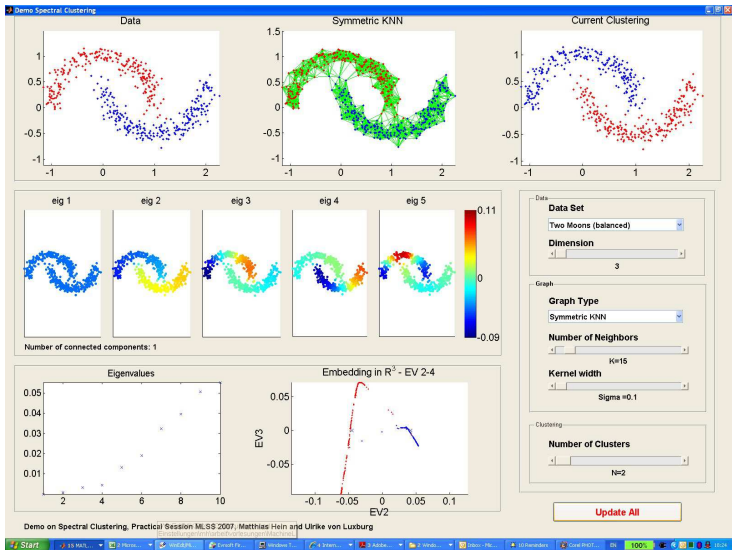 Demo Spectral Clustering
Data
Symmetric KNN
Current Clustering
1
0.5
0
-0.5
-1
-1 0 1 2
1.5
1
0.5
0
-0.5
-1
-1 0 1 2
1
0.5
0
-0.5
-1
-1 0 1 2
eig 1
eig 2
eig 3
eig 4
eig 5
0.11
0
-0.09
Number of connected components: 1
Data
Data Set
Two Moons (balanced)
Dimension
3
Graph
Graph Type
Symmetric KNN
Number of Neighbors
K=15
Kernel width
Sigma =0.1
Clustering
Number of Clusters
N=2
Update All
Eigenvalues
0.05
0.04
0.03
0.02
0.01
2 4 6 8 10
Embedding in R3 - EV 2-4
EV3
0.05
0
-0.05
-0.1 -0.05 0 0.05 0.1
EV2
Demo on Spectral Clustering, Practical Session MLSS 2007, Matthias Hein and Ulrike von Luxburg
Start
10 Reminders
EN
100%
10:24